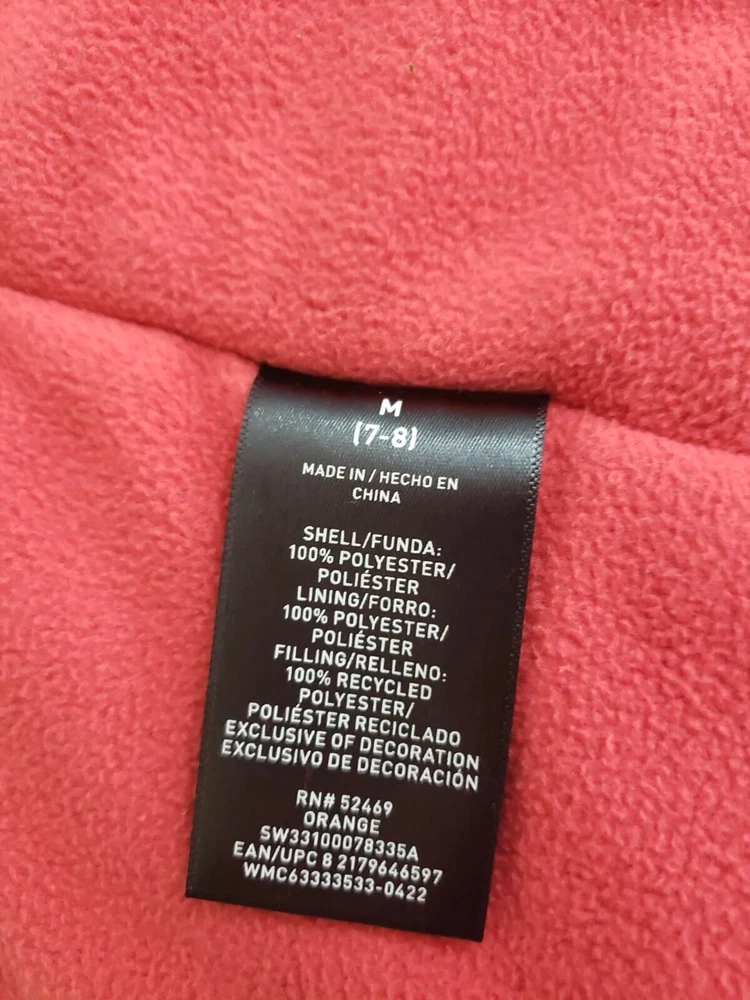 M
(7-8)
MADE IN / HECHO EN
CHINA
SHELL/FUNDA:
100% POLYESTER/
POLIÉSTER
LINING/FORRO:
100% POLYESTER/
POLIÉSTER
FILLING/RELLENO:
100% RECYCLED
POLYESTER/
POLIÉSTER RECICLADO
EXCLUSIVE OF DECORATION
EXCLUSIVO DE DECORACIÓN
RN# 52469
ORANGE
SW33100078335A
EAN/UPC 8 2179646597
WMC63333533-0422